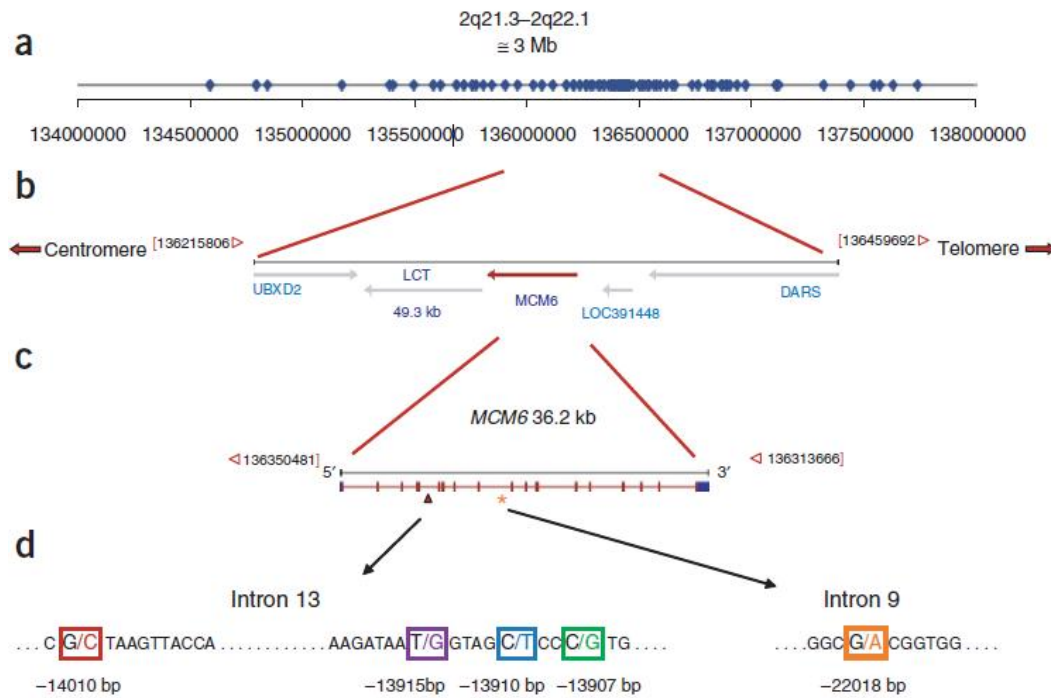 a
2q21.3–2q22.1
≅ 3 Mb
134000000 134500000 135000000 135500000 136000000 136500000 137000000 137500000 138000000
b
Centromere [136215806
[136459692 Telomere
UBXD2
LCT
49.3 kb
MCM6
LOC391448
DARS
c
MCM6 36.2 kb
136350481]
5′
3′
136313666]
*
d
Intron 13
Intron 9
... C G/C TAAGTTACCA ............ AAGATAA T/G GTAG C/T CCC C/G TG ....
....GGC G/A CGGTGG ....
−14010 bp
−13915bp
−13910 bp
−13907 bp
−22018 bp